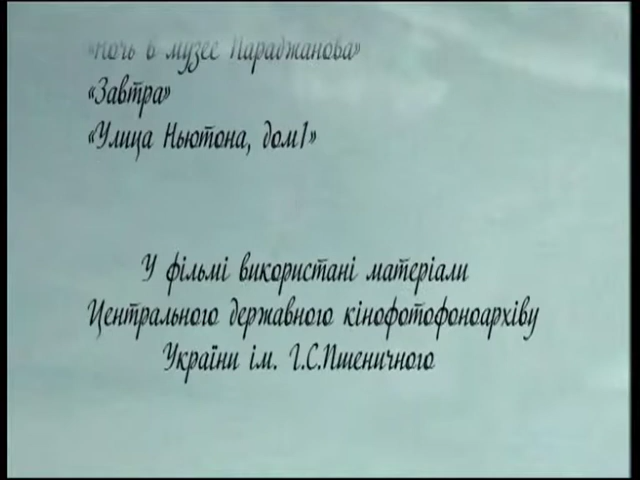 «Ночь в музее Параджанова»
«Завтра»
«Улица Ньютона, дом1»
У фільмі використані матеріали
Центрального державного кінофотофоноархіву
України ім. Г.С.Пшеничного